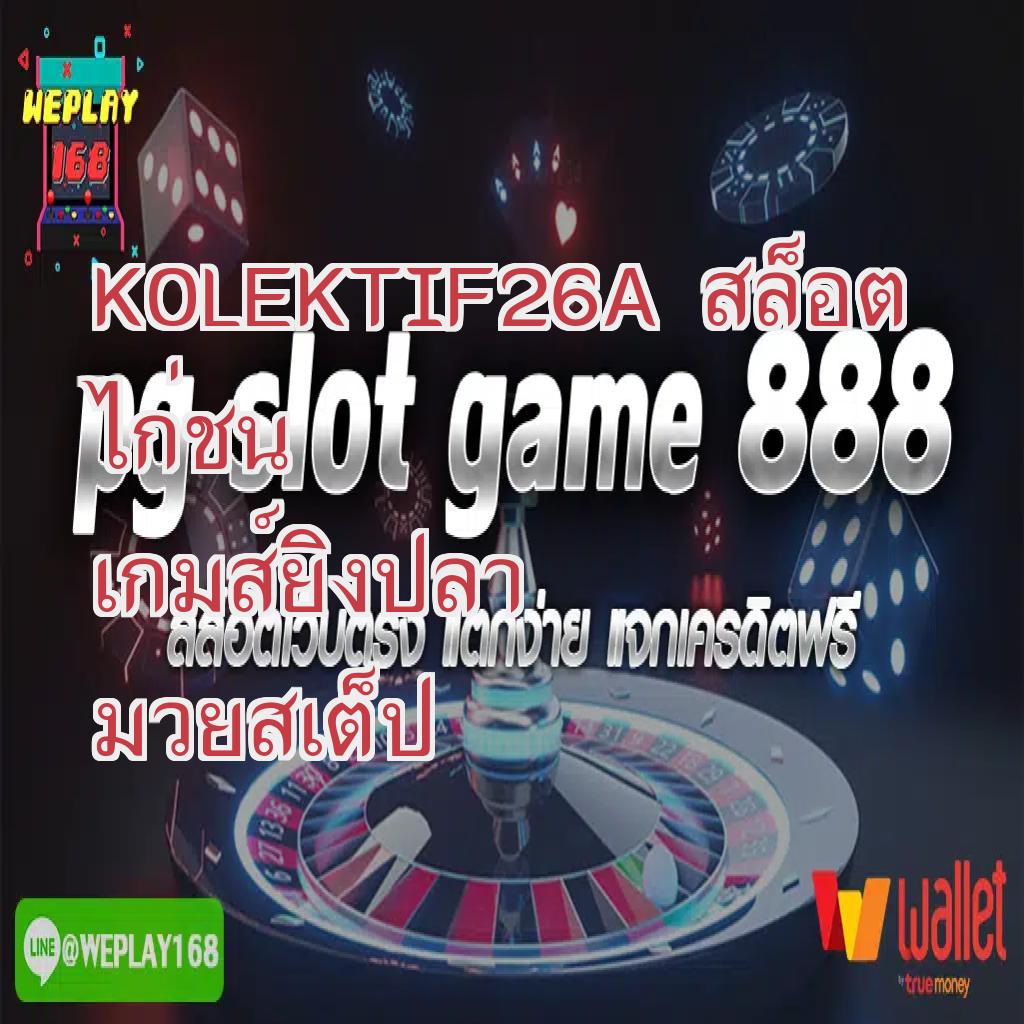 WEPLAY
168
KOLEKTIF26A สล็อต
pg slot game 888
ไก่ชน
เกมส์ยิงปลา
สล็อตเว็บตรง แตกง่าย แจกเครดิตฟรี
มวยสเต็ป
LINE @WEPLAY168
wallet
by truemoney